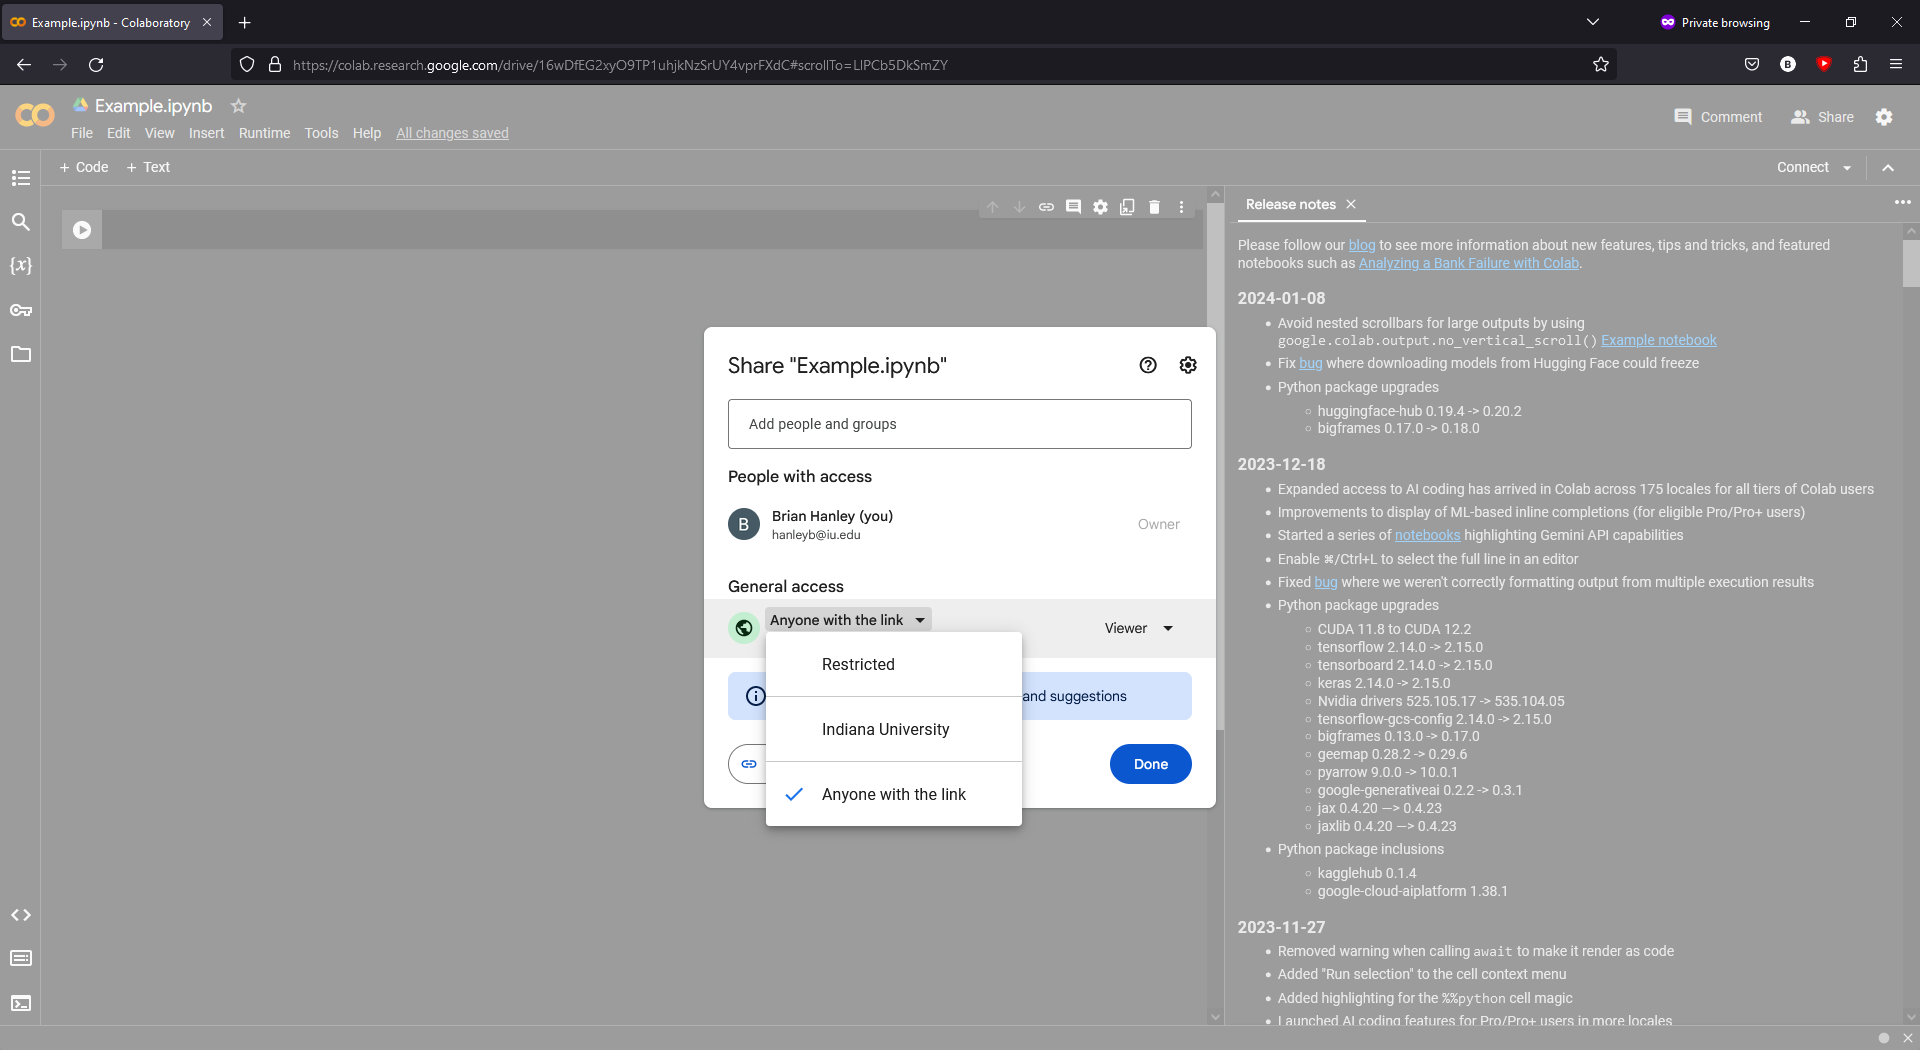 Example.ipynb - Colaboratory
Private browsing
https://colab.research.google.com/drive/16wDfEG2xyO9TP1uhjkNzSrUY4vprFXdC#scrollTo=LIPCb5DkSmZY
B
Example.ipynb
Comment
Share
File Edit View Insert Runtime Tools Help All changes saved
+ Code + Text
Connect
{x}
Share "Example.ipynb"
Add people and groups
People with access
B
Brian Hanley (you)
hanleyb@iu.edu
Owner
General access
Anyone with the link
Viewer
Restricted
and suggestions
Indiana University
Done
Anyone with the link
Release notes
Please follow our blog to see more information about new features, tips and tricks, and featured
notebooks such as Analyzing a Bank Failure with Colab.
2024-01-08
Avoid nested scrollbars for large outputs by using
google.colab.output.no_vertical_scroll() Example notebook
Fix bug where downloading models from Hugging Face could freeze
Python package upgrades
huggingface-hub 0.19.4 -> 0.20.2
bigframes 0.17.0 -> 0.18.0
2023-12-18
Expanded access to AI coding has arrived in Colab across 175 locales for all tiers of Colab users
Improvements to display of ML-based inline completions (for eligible Pro/Pro+ users)
Started a series of notebooks highlighting Gemini API capabilities
Enable ⌘/Ctrl+L to select the full line in an editor
Fixed bug where we weren't correctly formatting output from multiple execution results
Python package upgrades
CUDA 11.8 to CUDA 12.2
tensorflow 2.14.0 -> 2.15.0
tensorboard 2.14.0 -> 2.15.0
keras 2.14.0 -> 2.15.0
Nvidia drivers 525.105.17 -> 535.104.05
tensorflow-gcs-config 2.14.0 -> 2.15.0
bigframes 0.13.0 -> 0.17.0
geemap 0.28.2 -> 0.29.6
pyarrow 9.0.0 -> 10.0.1
google-generativeai 0.2.2 -> 0.3.1
jax 0.4.20 —> 0.4.23
jaxlib 0.4.20 —> 0.4.23
Python package inclusions
kagglehub 0.1.4
google-cloud-aiplatform 1.38.1
2023-11-27
Removed warning when calling await to make it render as code
Added "Run selection" to the cell context menu
Added highlighting for the %%python cell magic
Launched AI coding features for Pro/Pro+ users in more locales